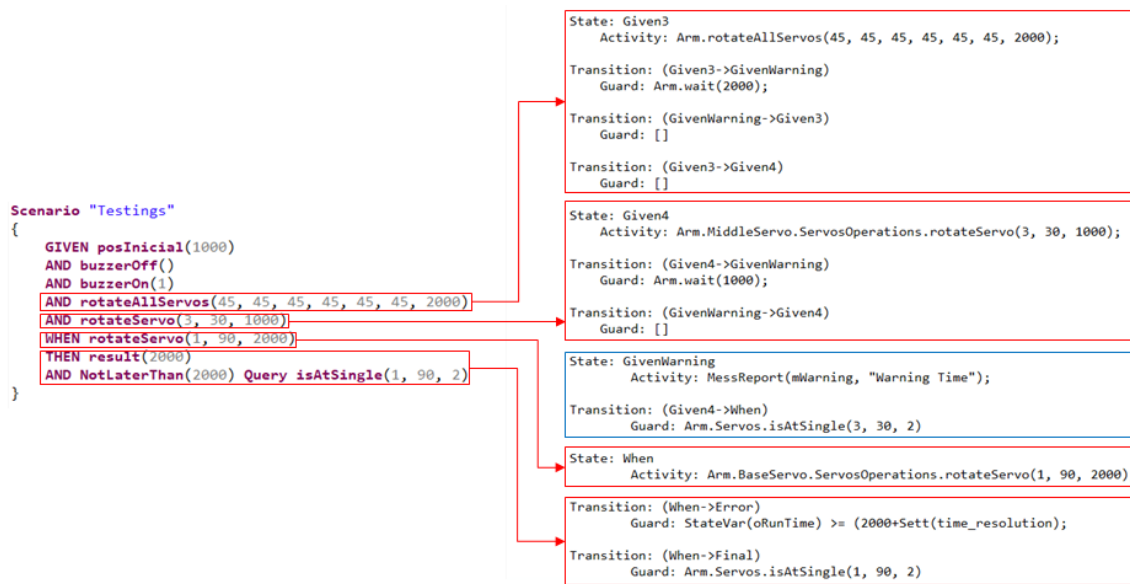 Scenario "Testings"
{
GIVEN posInicial(1000)
AND buzzerOff()
AND buzzerOn(1)
AND rotateAllServos(45, 45, 45, 45, 45, 45, 2000)
AND rotateServo(3, 30, 1000)
WHEN rotateServo(1, 90, 2000)
THEN result(2000)
AND NotLaterThan(2000) Query isAtSingle(1, 90, 2)
}
State: Given3
Activity: Arm.rotateAllServos(45, 45, 45, 45, 45, 45, 2000);
Transition: (Given3->GivenWarning)
Guard: Arm.wait(2000);
Transition: (GivenWarning->Given3)
Guard: []
Transition: (Given3->Given4)
Guard: []
State: Given4
Activity: Arm.MiddleServo.ServosOperations.rotateServo(3, 30, 1000);
Transition: (Given4->GivenWarning)
Guard: Arm.wait(1000);
Transition: (GivenWarning->Given4)
Guard: []
State: GivenWarning
Activity: MessReport(mWarning, "Warning Time");
Transition: (Given4->When)
Guard: Arm.Servos.isAtSingle(3, 30, 2)
State: When
Activity: Arm.BaseServo.ServosOperations.rotateServo(1, 90, 2000)
Transition: (When->Error)
Guard: StateVar(oRunTime) >= (2000+Sett(time_resolution);
Transition: (When->Final)
Guard: Arm.Servos.isAtSingle(1, 90, 2)